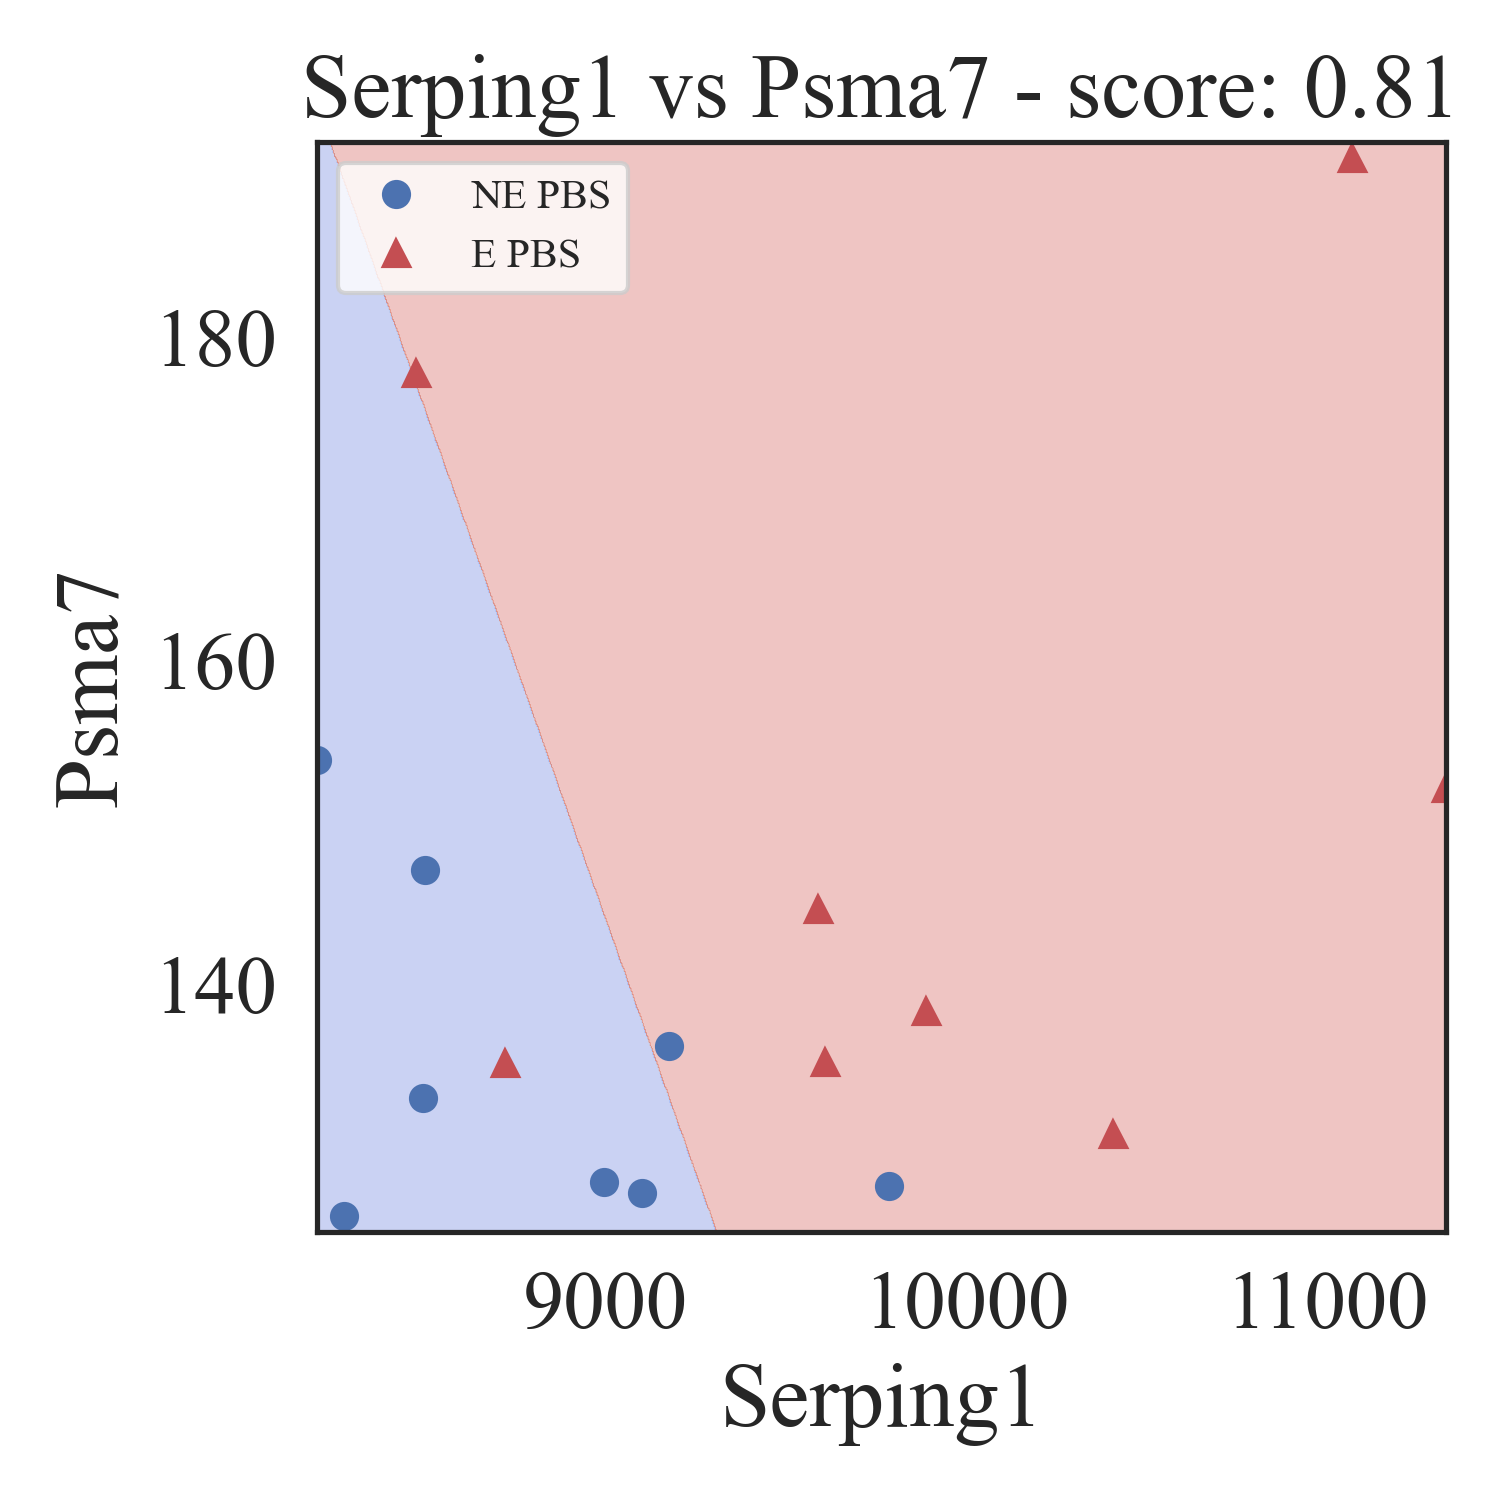 Serping1 vs Psma7 - score: 0.81
NE PBS
E PBS
180
160
140
Psma7
9000 10000 11000
Serping1